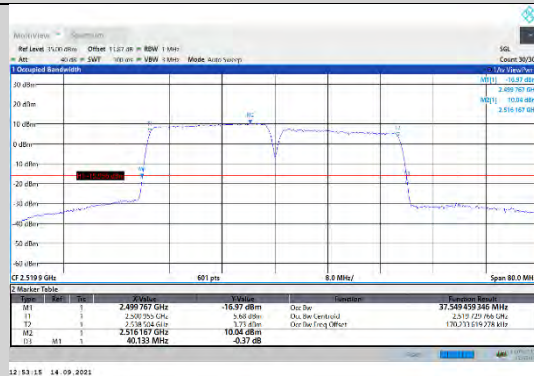 MultiView Spectrum
Ref Level 35.00 dBm Offset 11.87 dB RBW 1 MHz SGL
Att 40 dB SWT 100 ms VBW 3 MHz Mode Auto Sweep Count 30/30
1 Occupied Bandwidth
M1[1] -16.97 dBm
2.499 767 GHz
M2[1] 10.04 dBm
2.516 167 GHz
30 dBm
20 dBm
10 dBm
0 dBm
-10 dBm
-20 dBm
-30 dBm
-40 dBm
-50 dBm
-60 dBm
M2
T1
CF 2.5199 GHz 601 pts 8.0 MHz/ Span 80.0 MHz
2 Marker Table
Type Ref Trc X-Value Y-Value Function Function Result
M1 1 2.499 767 GHz -16.97 dBm Occ Bw 37.549 459 346 MHz
T1 1 2.500 955 GHz 5.68 dBm Occ Bw Centroid 2.519 729 766 GHz
T2 1 2.538 504 GHz 3.73 dBm Occ Bw Freq Offset 170.233 619 278 kHz
M2 1 2.516 167 GHz 10.04 dBm
D3 M1 1 40.133 MHz -0.37 dB
12:53:15 14.09.2021